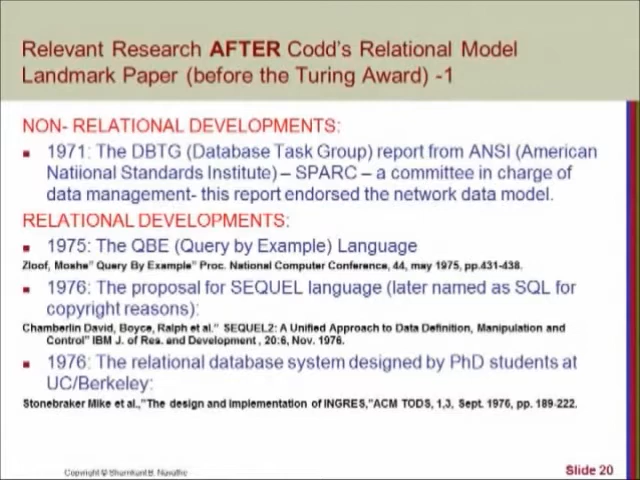 Relevant Research AFTER Codd's Relational Model
Landmark Paper (before the Turing Award) -1
NON- RELATIONAL DEVELOPMENTS:
1971: The DBTG (Database Task Group) report from ANSI (American
Natiional Standards Institute) – SPARC – a committee in charge of
data management- this report endorsed the network data model.
RELATIONAL DEVELOPMENTS:
1975: The QBE (Query by Example) Language
Zloof, Moshe" Query By Example" Proc. National Computer Conference, 44, may 1975, pp.431-438.
1976: The proposal for SEQUEL language (later named as SQL for
copyright reasons):
Chamberlin David, Boyce, Ralph et al." SEQUEL2: A Unified Approach to Data Definition, Manipulation and
Control" IBM J. of Res. and Development , 20:6, Nov. 1976.
1976: The relational database system designed by PhD students at
UC/Berkeley:
Stonebraker Mike et al.,"The design and implementation of INGRES,"ACM TODS, 1,3, Sept. 1976, pp. 189-222.
Copyright © Shamkant B. Navathe
Slide 20